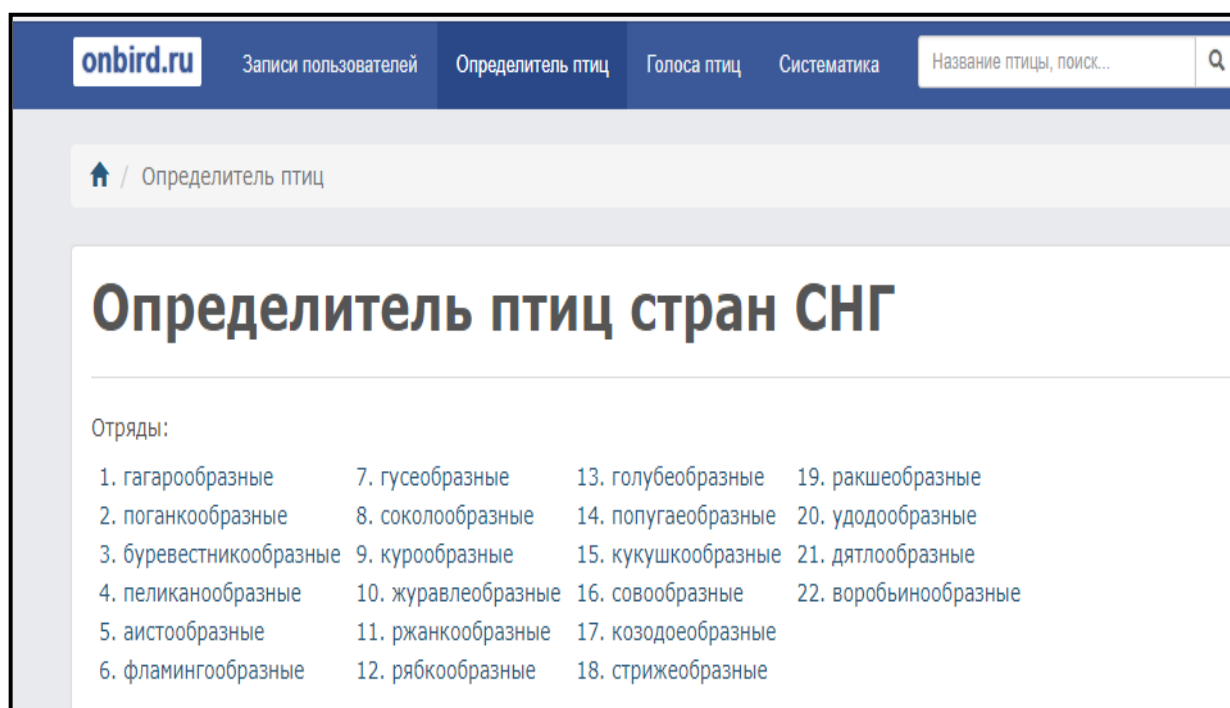 onbird.ru Записи пользователей Определитель птиц Голоса птиц Систематика Название птицы, поиск...
/ Определитель птиц
Определитель птиц стран СНГ
Отряды:
1. гагарообразные
2. поганкообразные
3. буревестникообразные
4. пеликанообразные
5. аистообразные
6. фламингообразные
7. гусеобразные
8. соколообразные
9. курообразные
10. журавлеобразные
11. ржанкообразные
12. рябкообразные
13. голубеобразные
14. попугаеобразные
15. кукушкообразные
16. совообразные
17. козодоеобразные
18. стрижеобразные
19. ракшеобразные
20. удодообразные
21. дятлообразные
22. воробьинообразные